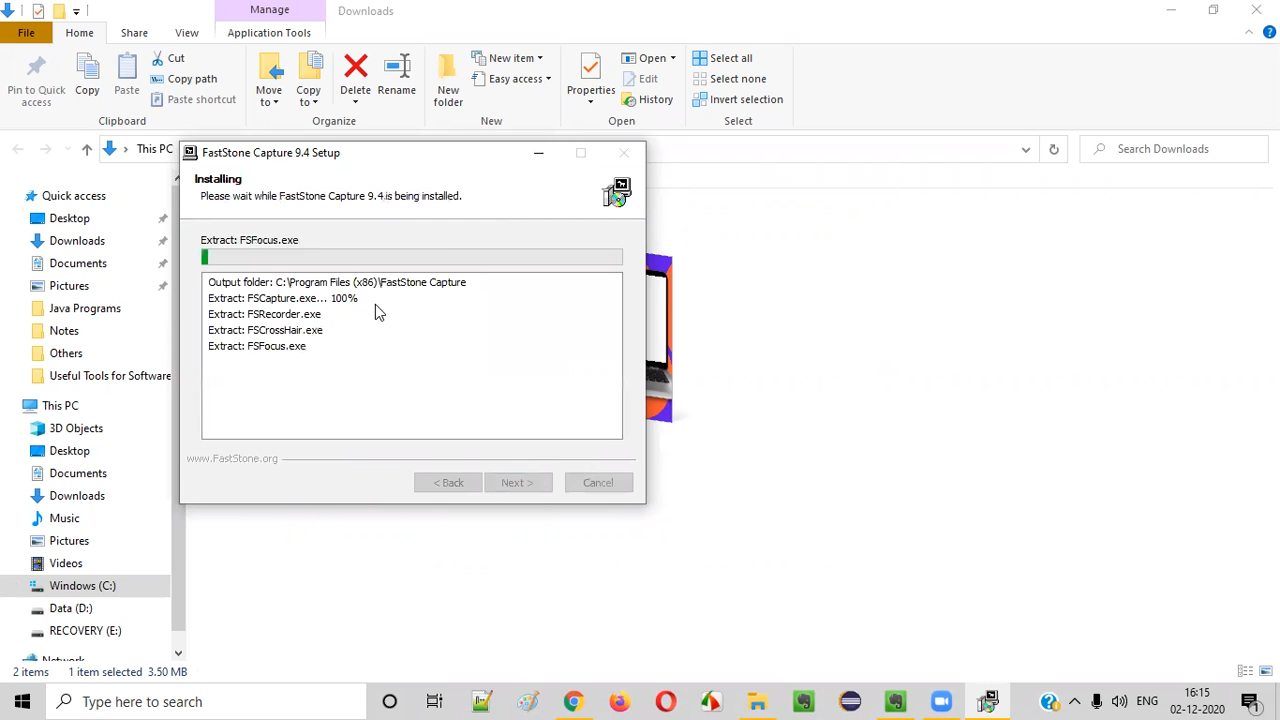 Manage
Downloads
File
Home
Share
View
Application Tools
Pin to Quick access
Copy
Paste
Cut
Copy path
Paste shortcut
Clipboard
Move to
Copy to
Delete
Rename
Organize
New folder
New item
Easy access
New
Properties
Open
Edit
History
Open
Select all
Select none
Invert selection
Select
This PC
Search Downloads
Quick access
Desktop
Downloads
Documents
Pictures
Java Programs
Notes
Others
Useful Tools for Software
This PC
3D Objects
Desktop
Documents
Downloads
Music
Pictures
Videos
Windows (C:)
Data (D:)
RECOVERY (E:)
Network
FastStone Capture 9.4 Setup
Installing
Please wait while FastStone Capture 9.4 is being installed.
Extract: FSFocus.exe
Output folder: C:\Program Files (x86)\FastStone Capture
Extract: FSCapture.exe... 100%
Extract: FSRecorder.exe
Extract: FSCrossHair.exe
Extract: FSFocus.exe
www.FastStone.org
< Back
Next >
Cancel
2 items
1 item selected 3.50 MB
Type here to search
16:15
02-12-2020
1